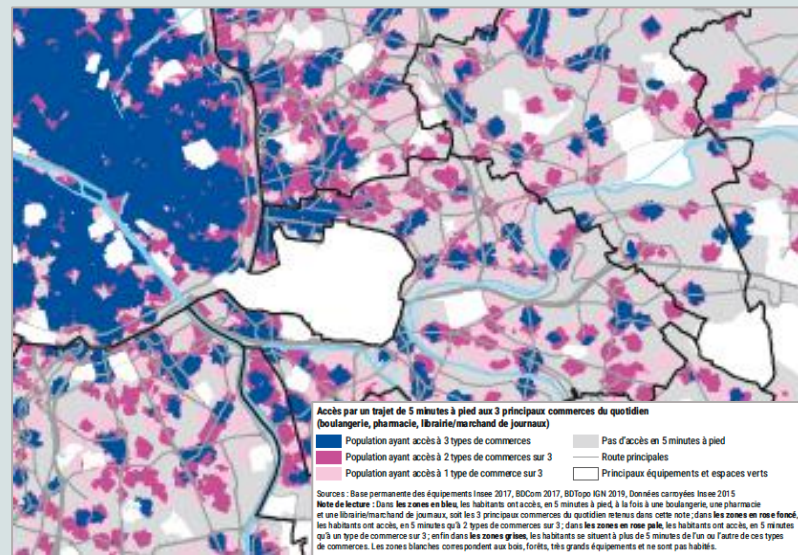 Accès par un trajet de 5 minutes à pied aux 3 principaux commerces du quotidien
(boulangerie, pharmacie, librairie/marchand de journaux)
Population ayant accès à 3 types de commerces
Population ayant accès à 2 types de commerces sur 3
Population ayant accès à 1 type de commerce sur 3
Pas d'accès en 5 minutes à pied
Route principales
Principaux équipements et espaces verts
Sources : Base permanente des équipements Insee 2017, BDCom 2017, BDTopo IGN 2019, Données carroyées Insee 2015
Note de lecture : Dans les zones en bleu, les habitants ont accès, en 5 minutes à pied, à la fois à une boulangerie, une pharmacie
et une librairie/marchand de journaux, soit les 3 principaux commerces du quotidien retenus dans cette note ; dans les zones en rose foncé,
les habitants ont accès, en 5 minutes qu'à 2 types de commerces sur 3 ; dans les zones en rose pale, les habitants ont accès, en 5 minutes
qu'à un type de commerce sur 3 ; enfin dans les zones grises, les habitants se situent à plus de 5 minutes de l'un ou l'autre de ces types
de commerces. Les zones blanches correspondent aux bois, forêts, très grands équipements et ne sont pas habités.